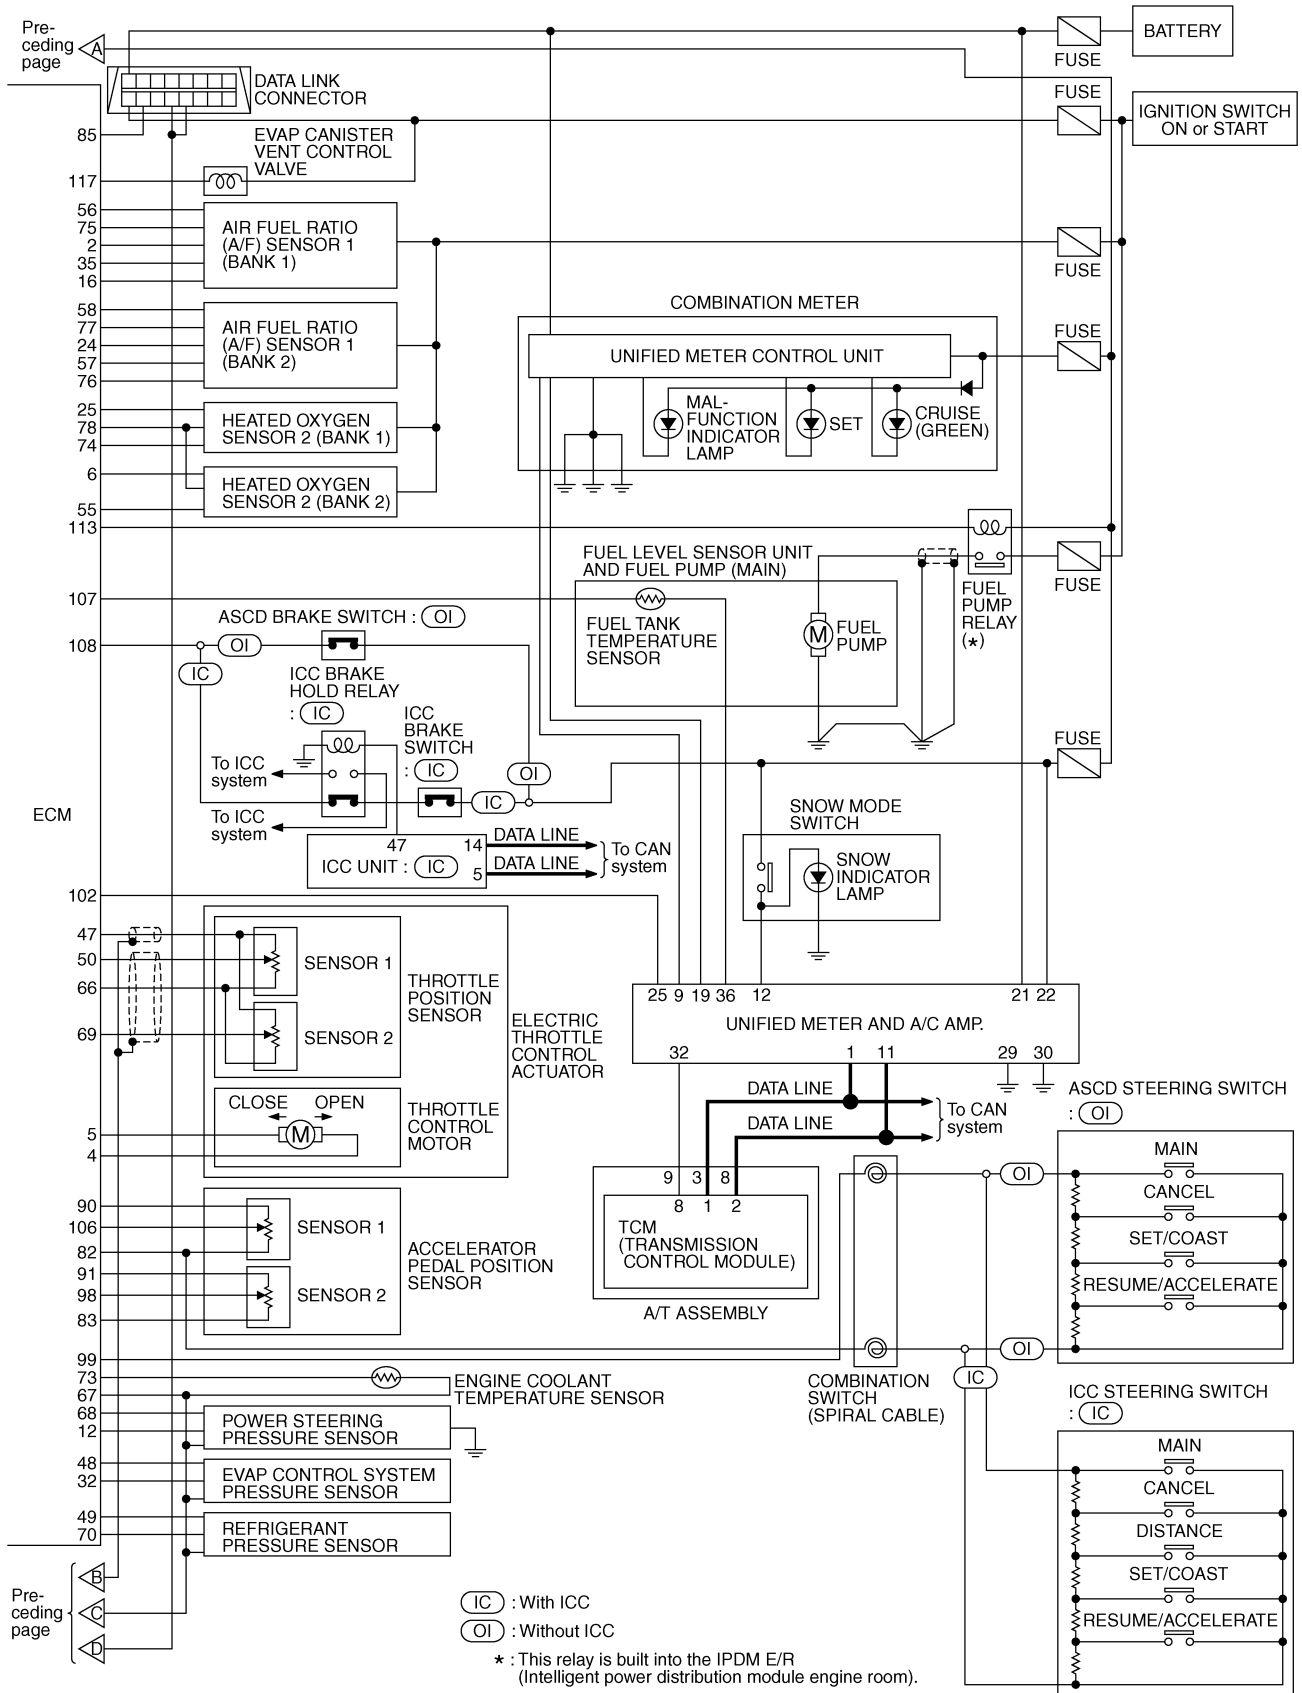 Pre-
ceding
page
A
BATTERY
FUSE
DATA LINK
CONNECTOR
FUSE
IGNITION SWITCH
ON or START
85
EVAP CANISTER
VENT CONTROL
VALVE
117
56
75
2
35
16
AIR FUEL RATIO
(A/F) SENSOR 1
(BANK 1)
FUSE
58
77
24
57
76
AIR FUEL RATIO
(A/F) SENSOR 1
(BANK 2)
COMBINATION METER
UNIFIED METER CONTROL UNIT
FUSE
MAL-
FUNCTION
INDICATOR
LAMP
SET
CRUISE
(GREEN)
25
78
74
HEATED OXYGEN
SENSOR 2 (BANK 1)
6
55
HEATED OXYGEN
SENSOR 2 (BANK 2)
113
FUEL LEVEL SENSOR UNIT
AND FUEL PUMP (MAIN)
FUSE
FUEL
PUMP
RELAY
(*)
107
FUEL TANK
TEMPERATURE
SENSOR
M
FUEL
PUMP
ASCD BRAKE SWITCH : OI
108
OI
IC
ICC BRAKE
HOLD RELAY
: IC
ICC
BRAKE
SWITCH
: IC
To ICC
system
OI
IC
To ICC
system
FUSE
ECM
47
14
5
ICC UNIT : IC
DATA LINE
DATA LINE
To CAN
system
SNOW MODE
SWITCH
SNOW
INDICATOR
LAMP
102
47
50
66
69
SENSOR 1
SENSOR 2
THROTTLE
POSITION
SENSOR
ELECTRIC
THROTTLE
CONTROL
ACTUATOR
CLOSE
OPEN
M
THROTTLE
CONTROL
MOTOR
5
4
25 9 19 36 12 21 22
UNIFIED METER AND A/C AMP.
32 1 11 29 30
DATA LINE
DATA LINE
To CAN
system
9 3 8
8 1 2
TCM
(TRANSMISSION
CONTROL MODULE)
A/T ASSEMBLY
ASCD STEERING SWITCH
: OI
OI
MAIN
CANCEL
SET/COAST
RESUME/ACCELERATE
OI
90
106
82
91
98
83
SENSOR 1
SENSOR 2
ACCELERATOR
PEDAL POSITION
SENSOR
99
73
67
ENGINE COOLANT
TEMPERATURE SENSOR
COMBINATION
SWITCH
(SPIRAL CABLE)
IC
ICC STEERING SWITCH
: IC
MAIN
CANCEL
DISTANCE
SET/COAST
RESUME/ACCELERATE
68
12
POWER STEERING
PRESSURE SENSOR
48
32
EVAP CONTROL SYSTEM
PRESSURE SENSOR
49
70
REFRIGERANT
PRESSURE SENSOR
Pre-
ceding
page
B
C
D
IC : With ICC
OI : Without ICC
* : This relay is built into the IPDM E/R
(Intelligent power distribution module engine room).